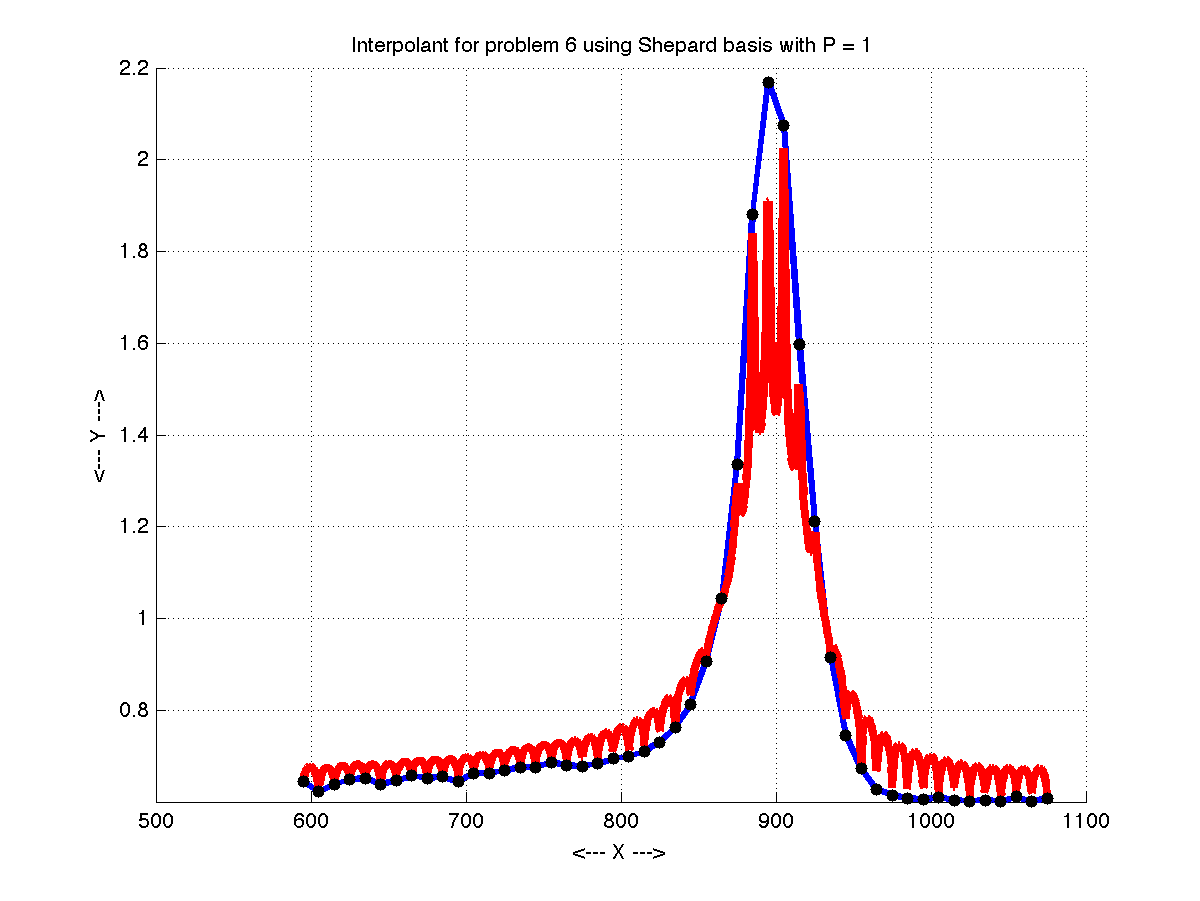 Interpolant for problem 6 using Shepard basis with P = 1
2.2
2
1.8
1.6
1.4
1.2
1
0.8
<--- Y --->
500 600 700 800 900 1000 1100
<--- X --->